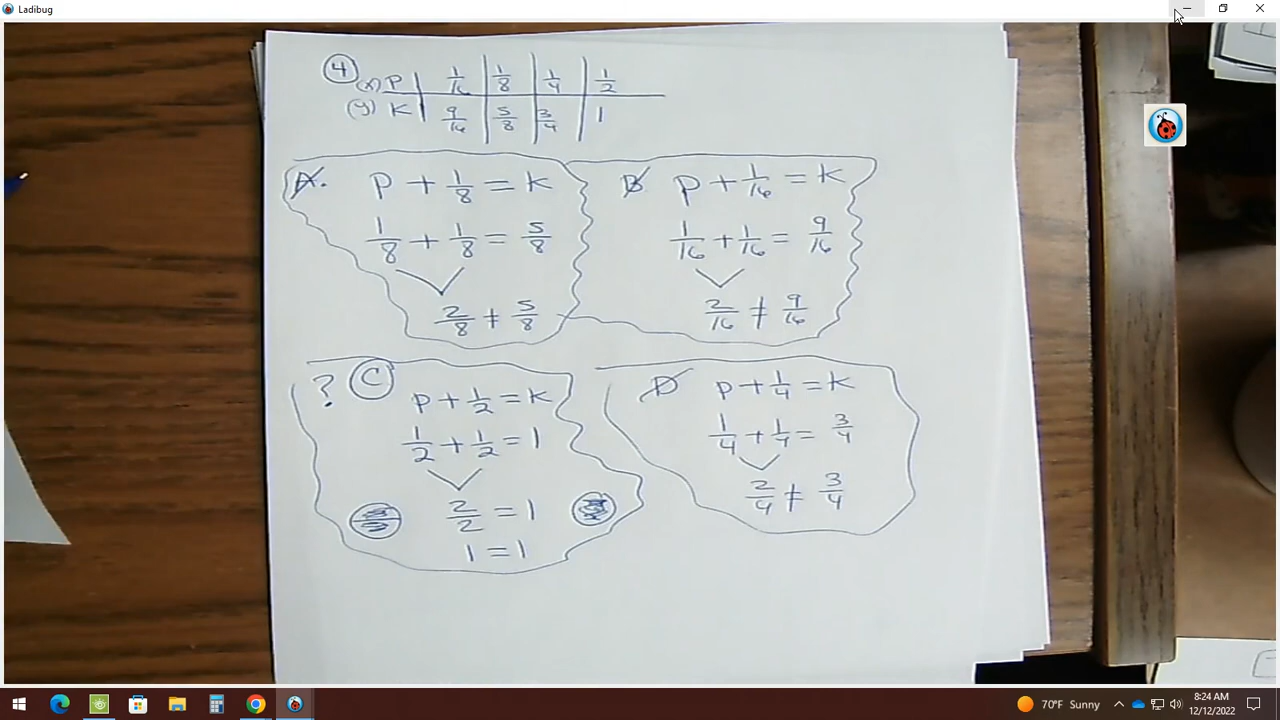 Ladibug
4 (x) P | 1/16 | 1/8 | 1/4 | 1/2
(y) K | 9/16 | 5/8 | 3/4 | 1
A. P + 1/8 = K
1/8 + 1/8 = 5/8
2/8 ≠ 5/8
B P + 1/16 = K
1/16 + 1/16 = 9/16
2/16 ≠ 9/16
? C P + 1/2 = K
1/2 + 1/2 = 1
2/2 = 1
1 = 1
D P + 1/4 = K
1/4 + 1/4 = 3/4
2/4 ≠ 3/4
70°F Sunny
8:24 AM
12/12/2022